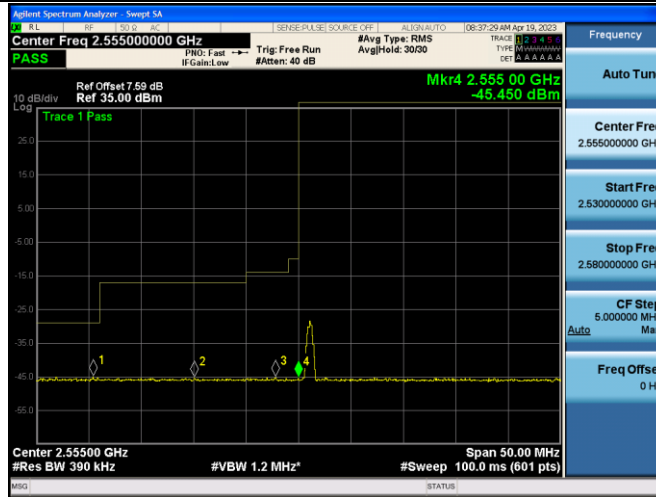 Agilent Spectrum Analyzer - Swept SA
RL RF 50 Ω AC SENSE:PULSE SOURCE OFF ALIGNAUTO 08:37:29 AM Apr 19, 2023
Center Freq 2.555000000 GHz
PASS
PNO: Fast
IFGain:Low
Trig: Free Run
#Atten: 40 dB
#Avg Type: RMS
Avg|Hold: 30/30
TRACE 1 2 3 4 5 6
TYPE M
DET A A A A A A
Frequency
Mkr4 2.555 00 GHz
-45.450 dBm
Ref Offset 7.59 dB
10 dB/div Ref 35.00 dBm
Log
Trace 1 Pass
25.0
15.0
5.00
-5.00
-15.0
-25.0
-35.0
-45.0
-55.0
1
2
3
4
Center 2.55500 GHz
Span 50.00 MHz
#Res BW 390 kHz
#VBW 1.2 MHz*
#Sweep 100.0 ms (601 pts)
MSG
STATUS
Auto Tun
Center Fre
2.555000000 GH
Start Fre
2.530000000 GH
Stop Fre
2.580000000 GH
CF Step
5.000000 MH
Auto Ma
Freq Offse
0 H